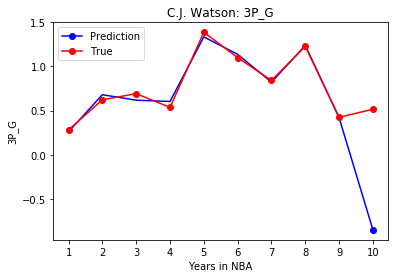 C.J. Watson: 3P_G
Prediction
True
3P_G
1.5
1.0
0.5
0.0
−0.5
1 2 3 4 5 6 7 8 9 10
Years in NBA